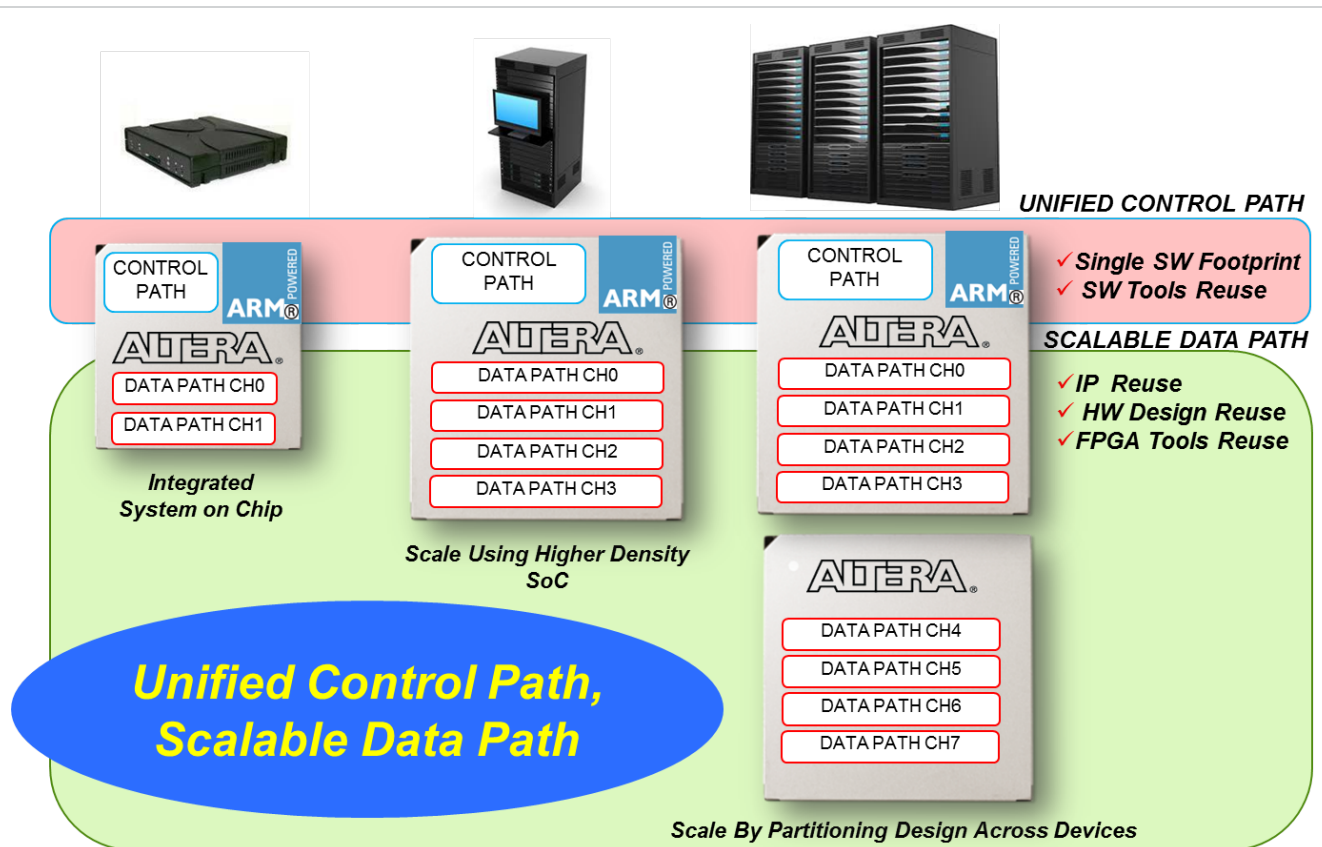 UNIFIED CONTROL PATH
CONTROL
PATH
ARM®
POWERED
ALTERA®
DATA PATH CH0
DATA PATH CH1
Integrated
System on Chip
CONTROL
PATH
ARM®
POWERED
ALTERA®
DATA PATH CH0
DATA PATH CH1
DATA PATH CH2
DATA PATH CH3
Scale Using Higher Density
SoC
CONTROL
PATH
ARM®
POWERED
ALTERA®
DATA PATH CH0
DATA PATH CH1
DATA PATH CH2
DATA PATH CH3
ALTERA®
DATA PATH CH4
DATA PATH CH5
DATA PATH CH6
DATA PATH CH7
Scale By Partitioning Design Across Devices
✓Single SW Footprint
✓ SW Tools Reuse
SCALABLE DATA PATH
✓IP Reuse
✓ HW Design Reuse
✓FPGA Tools Reuse
Unified Control Path,
Scalable Data Path